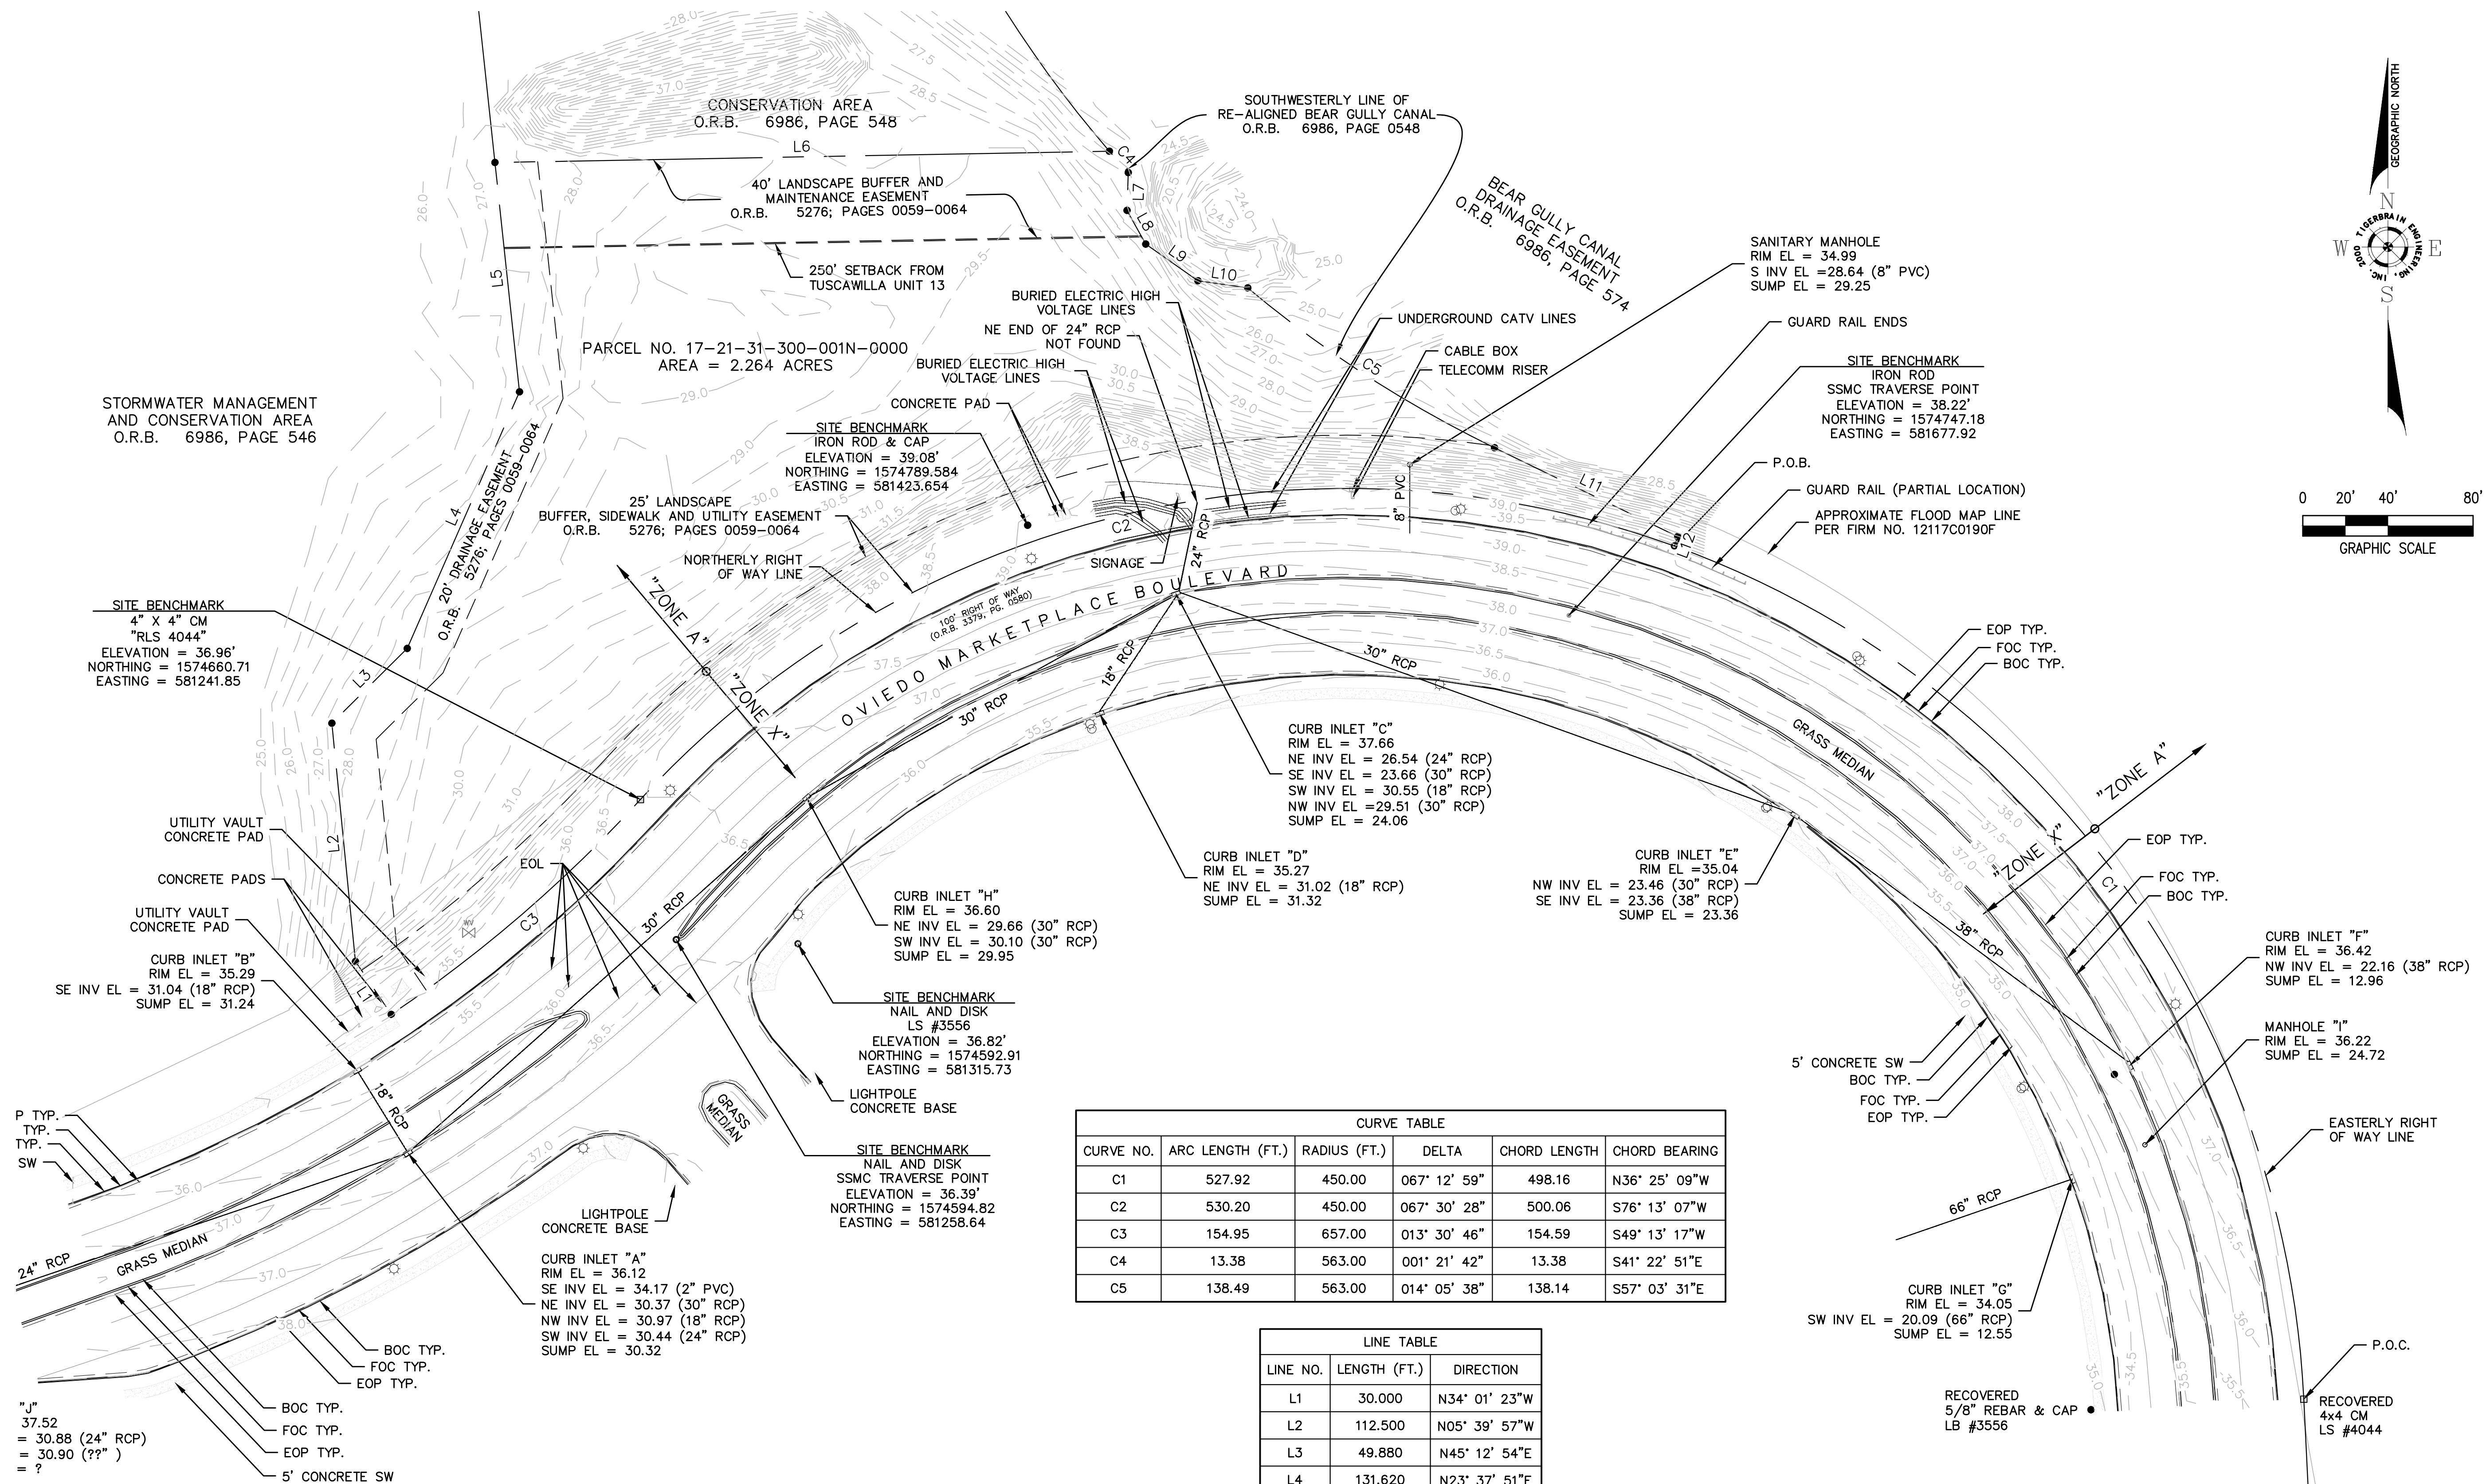 CONSERVATION AREA
O.R.B. 6986, PAGE 548
L6
40' LANDSCAPE BUFFER AND
MAINTENANCE EASEMENT
O.R.B. 5276; PAGES 0059-0064
250' SETBACK FROM
TUSCAWILLA UNIT 13
L5
C4
L7
L8
L9
L10
SOUTHWESTERLY LINE OF
RE-ALIGNED BEAR GULLY CANAL
O.R.B. 6986, PAGE 0548
BEAR GULLY CANAL
DRAINAGE EASEMENT
O.R.B. 6986, PAGE 574
SANITARY MANHOLE
RIM EL = 34.99
S INV EL =28.64 (8" PVC)
SUMP EL = 29.25
GEOGRAPHIC NORTH
N
W
E
S
TIGERBRAIN ENGINEERING, INC. 2000
0 20' 40' 80'
GRAPHIC SCALE
PARCEL NO. 17-21-31-300-001N-0000
AREA = 2.264 ACRES
STORMWATER MANAGEMENT
AND CONSERVATION AREA
O.R.B. 6986, PAGE 546
BURIED ELECTRIC HIGH
VOLTAGE LINES
NE END OF 24" RCP
NOT FOUND
BURIED ELECTRIC HIGH
VOLTAGE LINES
CONCRETE PAD
UNDERGROUND CATV LINES
CABLE BOX
TELECOMM RISER
C5
GUARD RAIL ENDS
SITE BENCHMARK
IRON ROD
SSMC TRAVERSE POINT
ELEVATION = 38.22'
NORTHING = 1574747.18
EASTING = 581677.92
P.O.B.
GUARD RAIL (PARTIAL LOCATION)
APPROXIMATE FLOOD MAP LINE
PER FIRM NO. 12117C0190F
L11
L12
SITE BENCHMARK
IRON ROD & CAP
ELEVATION = 39.08'
NORTHING = 1574789.584
EASTING = 581423.654
25' LANDSCAPE
BUFFER, SIDEWALK AND UTILITY EASEMENT
O.R.B. 5276; PAGES 0059-0064
NORTHERLY RIGHT
OF WAY LINE
L4
20' DRAINAGE EASEMENT
O.R.B. 5276; PAGES 0059-0064
L3
L2
L1
C2
SIGNAGE
24" RCP
8" PVC
"ZONE A"
"ZONE X"
100' RIGHT OF WAY
(O.R.B. 3379, PG. 0580)
OVIEDO MARKETPLACE BOULEVARD
SITE BENCHMARK
4" X 4" CM
"RLS 4044"
ELEVATION = 36.96'
NORTHING = 1574660.71
EASTING = 581241.85
18" RCP
30" RCP
30" RCP
30" RCP
EOP TYP.
FOC TYP.
BOC TYP.
GRASS MEDIAN
"ZONE A"
"ZONE X"
C1
EOP TYP.
FOC TYP.
BOC TYP.
38" RCP
CURB INLET "C"
RIM EL = 37.66
NE INV EL = 26.54 (24" RCP)
SE INV EL = 23.66 (30" RCP)
SW INV EL = 30.55 (18" RCP)
NW INV EL =29.51 (30" RCP)
SUMP EL = 24.06
CURB INLET "D"
RIM EL = 35.27
NE INV EL = 31.02 (18" RCP)
SUMP EL = 31.32
CURB INLET "E"
RIM EL =35.04
NW INV EL = 23.46 (30" RCP)
SE INV EL = 23.36 (38" RCP)
SUMP EL = 23.36
CURB INLET "F"
RIM EL = 36.42
NW INV EL = 22.16 (38" RCP)
SUMP EL = 12.96
MANHOLE "I"
RIM EL = 36.22
SUMP EL = 24.72
UTILITY VAULT
CONCRETE PAD
EOL
CONCRETE PADS
UTILITY VAULT
CONCRETE PAD
C3
WV
CURB INLET "B"
RIM EL = 35.29
SE INV EL = 31.04 (18" RCP)
SUMP EL = 31.24
CURB INLET "H"
RIM EL = 36.60
NE INV EL = 29.66 (30" RCP)
SW INV EL = 30.10 (30" RCP)
SUMP EL = 29.95
SITE BENCHMARK
NAIL AND DISK
LS #3556
ELEVATION = 36.82'
NORTHING = 1574592.91
EASTING = 581315.73
LIGHTPOLE
CONCRETE BASE
GRASS
MEDIAN
SITE BENCHMARK
NAIL AND DISK
SSMC TRAVERSE POINT
ELEVATION = 36.39'
NORTHING = 1574594.82
EASTING = 581258.64
5' CONCRETE SW
BOC TYP.
FOC TYP.
EOP TYP.
EASTERLY RIGHT
OF WAY LINE
66" RCP
CURB INLET "G"
RIM EL = 34.05
SW INV EL = 20.09 (66" RCP)
SUMP EL = 12.55
P.O.C.
RECOVERED
5/8" REBAR & CAP
LB #3556
RECOVERED
4x4 CM
LS #4044
P TYP.
TYP.
TYP.
SW
18" RCP
24" RCP
GRASS MEDIAN
LIGHTPOLE
CONCRETE BASE
CURB INLET "A"
RIM EL = 36.12
SE INV EL = 34.17 (2" PVC)
NE INV EL = 30.37 (30" RCP)
NW INV EL = 30.97 (18" RCP)
SW INV EL = 30.44 (24" RCP)
SUMP EL = 30.32
BOC TYP.
FOC TYP.
EOP TYP.
BOC TYP.
FOC TYP.
EOP TYP.
5' CONCRETE SW
"J"
37.52
= 30.88 (24" RCP)
= 30.90 (??" )
= ?
CURVE TABLE
CURVE NO. ARC LENGTH (FT.) RADIUS (FT.) DELTA CHORD LENGTH CHORD BEARING
C1 527.92 450.00 067° 12' 59" 498.16 N36° 25' 09"W
C2 530.20 450.00 067° 30' 28" 500.06 S76° 13' 07"W
C3 154.95 657.00 013° 30' 46" 154.59 S49° 13' 17"W
C4 13.38 563.00 001° 21' 42" 13.38 S41° 22' 51"E
C5 138.49 563.00 014° 05' 38" 138.14 S57° 03' 31"E
LINE TABLE
LINE NO. LENGTH (FT.) DIRECTION
L1 30.000 N34° 01' 23"W
L2 112.500 N05° 39' 57"W
L3 49.880 N45° 12' 54"E
L4 131.620 N23° 37' 51"E